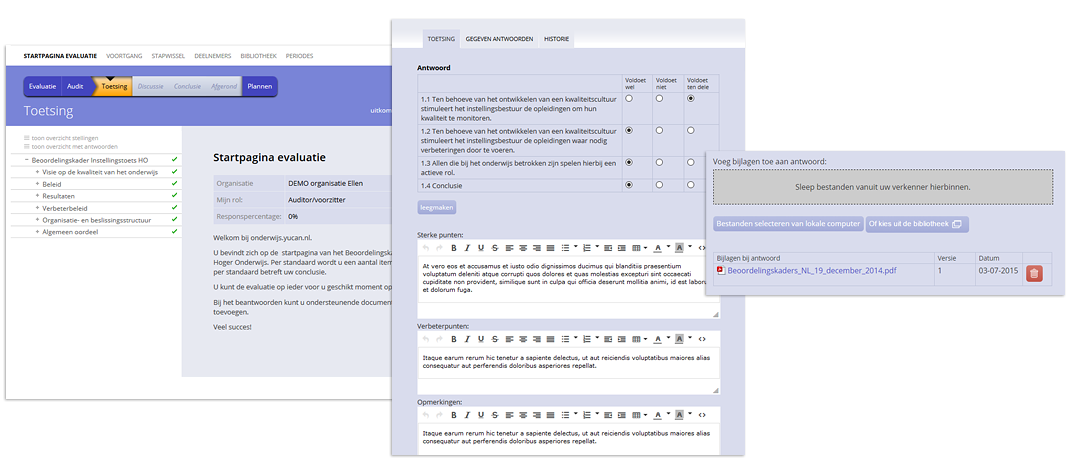 STARTPAGINA EVALUATIE VOORTGANG STAPWISSEL DEELNEMERS BIBLIOTHEEK PERIODES
Evaluatie Audit Toetsing Discussie Conclusie Afgerond Plannen
Toetsing
toon overzicht stellingen
toon overzicht met antwoorden
Beoordelingskader Instellingstoets HO
Visie op de kwaliteit van het onderwijs
Beleid
Resultaten
Verbeterbeleid
Organisatie- en beslissingsstructuur
Algemeen oordeel
Startpagina evaluatie
Organisatie DEMO organisatie Ellen
Mijn rol: Auditor/voorzitter
Responspercentage: 0%
Welkom bij onderwijs.yucan.nl.
U bevindt zich op de startpagina van het Beoordelingskad
Hoger Onderwijs. Per standaard wordt u een aantal item
per standaard betreft uw conclusie.
U kunt de evaluatie op ieder voor u geschikt moment op
Bij het beantwoorden kunt u ondersteunende document
toevoegen.
Veel succes!
TOETSING GEGEVEN ANTWOORDEN HISTORIE
Antwoord
Voldoet wel Voldoet niet Voldoet ten dele
1.1 Ten behoeve van het ontwikkelen van een kwaliteitscultuur
stimuleert het instellingsbestuur de opleidingen om hun
kwaliteit te monitoren.
1.2 Ten behoeve van het ontwikkelen van een kwaliteitscultuur
stimuleert het instellingsbestuur de opleidingen waar nodig
verbeteringen door te voeren.
1.3 Allen die bij het onderwijs betrokken zijn spelen hierbij een
actieve rol.
1.4 Conclusie
leegmaken
Sterke punten:
At vero eos et accusamus et iusto odio dignissimos ducimus qui blanditiis praesentium
voluptatum deleniti atque corrupti quos dolores et quas molestias excepturi sint occaecati
cupiditate non provident, similique sunt in culpa qui officia deserunt mollitia animi, id est labor
et dolorum fuga.
Verbeterpunten:
Itaque earum rerum hic tenetur a sapiente delectus, ut aut reiciendis voluptatibus maiores alias
consequatur aut perferendis doloribus asperiores repellat.
Opmerkingen:
Itaque earum rerum hic tenetur a sapiente delectus, ut aut reiciendis voluptatibus maiores alias
consequatur aut perferendis doloribus asperiores repellat.
Voeg bijlagen toe aan antwoord:
Sleep bestanden vanuit uw verkenner hierbinnen.
Bestanden selecteren van lokale computer Of kies uit de bibliotheek
Bijlagen bij antwoord Versie Datum
Beoordelingskaders_NL_19_december_2014.pdf 1 03-07-2015